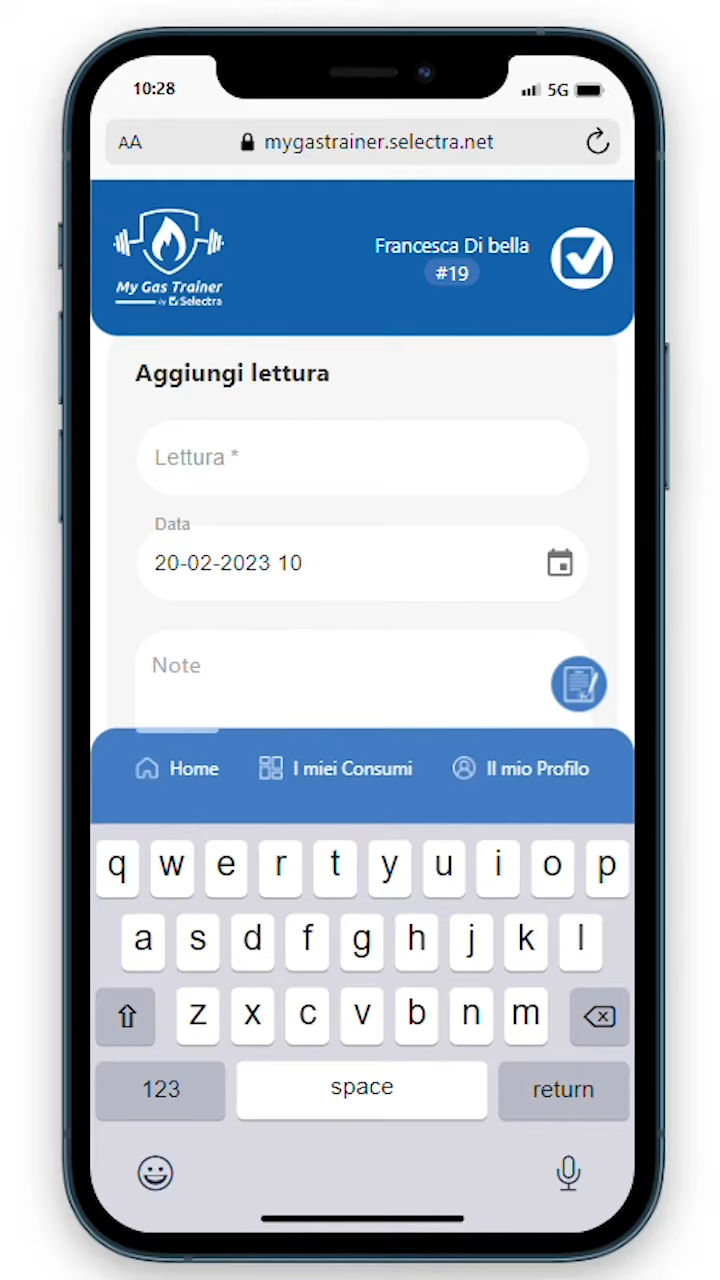 10:28
5G
AA
mygastrainer.selectra.net
My Gas Trainer
by Selectra
Francesca Di bella
#19
Aggiungi lettura
Lettura *
Data
20-02-2023 10
Note
Home
I miei Consumi
Il mio Profilo
q w e r t y u i o p
a s d f g h j k l
z x c v b n m
123
space
return